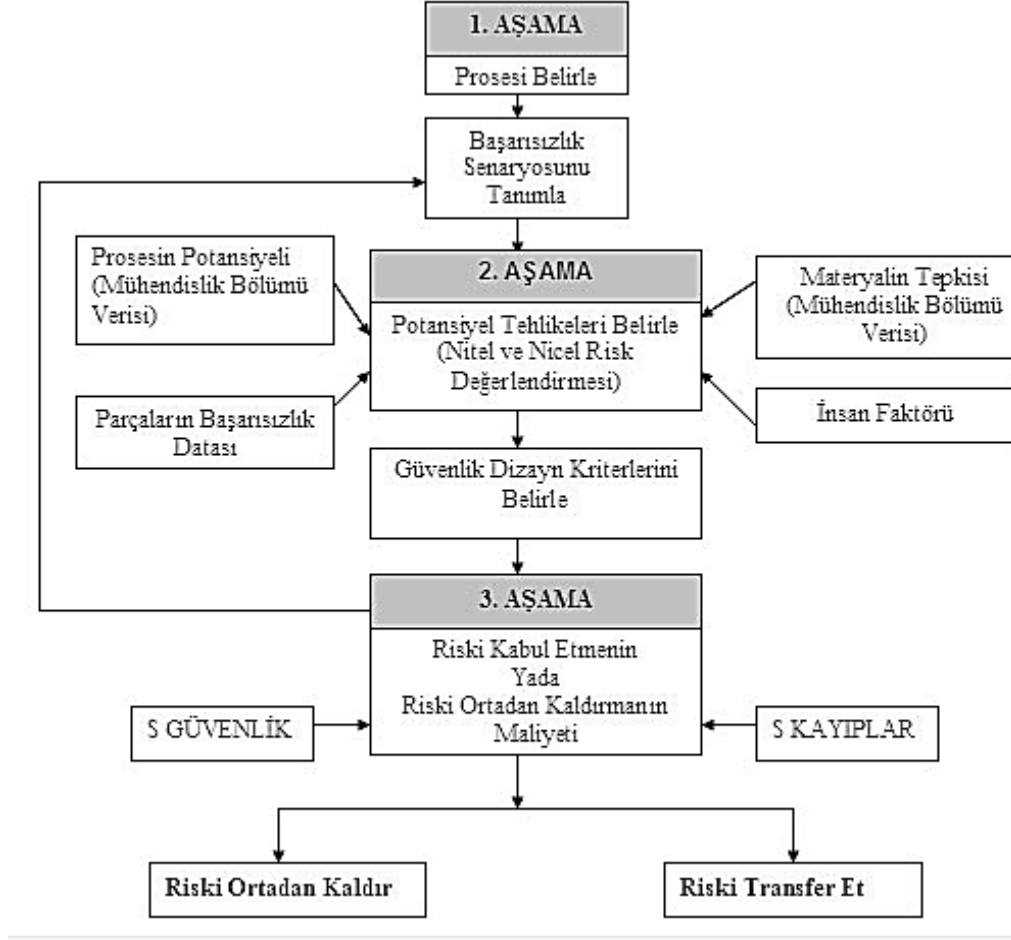 1. AŞAMA
Prosesi Belirle
Başarısızlık
Senaryosunu
Tanımla
Prosesin Potansiyeli
(Mühendislik Bölümü
Verisi)
2. AŞAMA
Potansiyel Tehlikeleri Belirle
(Nitel ve Nicel Risk
Değerlendirmesi)
Materyalin Tepkisi
(Mühendislik Bölümü
Verisi)
Parçaların Başarısızlık
Datası
İnsan Faktörü
Güvenlik Dizayn Kriterlerini
Belirle
3. AŞAMA
Riski Kabul Etmenin
Yada
Riski Ortadan Kaldırmanın
Maliyeti
S GÜVENLİK
S KAYIPLAR
Riski Ortadan Kaldır
Riski Transfer Et